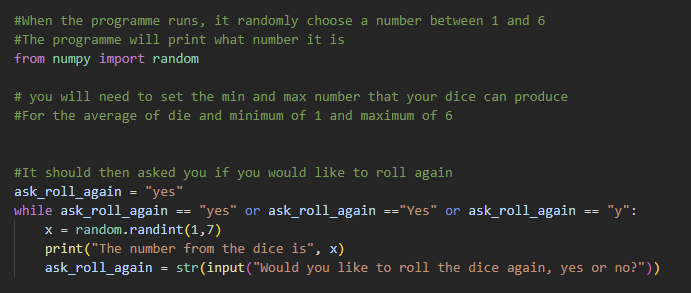 #When the programme runs, it randomly choose a number between 1 and 6
#The programme will print what number it is
from numpy import random
# you will need to set the min and max number that your dice can produce
#For the average of die and minimum of 1 and maximum of 6
#It should then asked you if you would like to roll again
ask_roll_again = "yes"
while ask_roll_again == "yes" or ask_roll_again =="Yes" or ask_roll_again == "y":
    x = random.randint(1,7)
    print("The number from the dice is", x)
    ask_roll_again = str(input("Would you like to roll the dice again, yes or no?"))